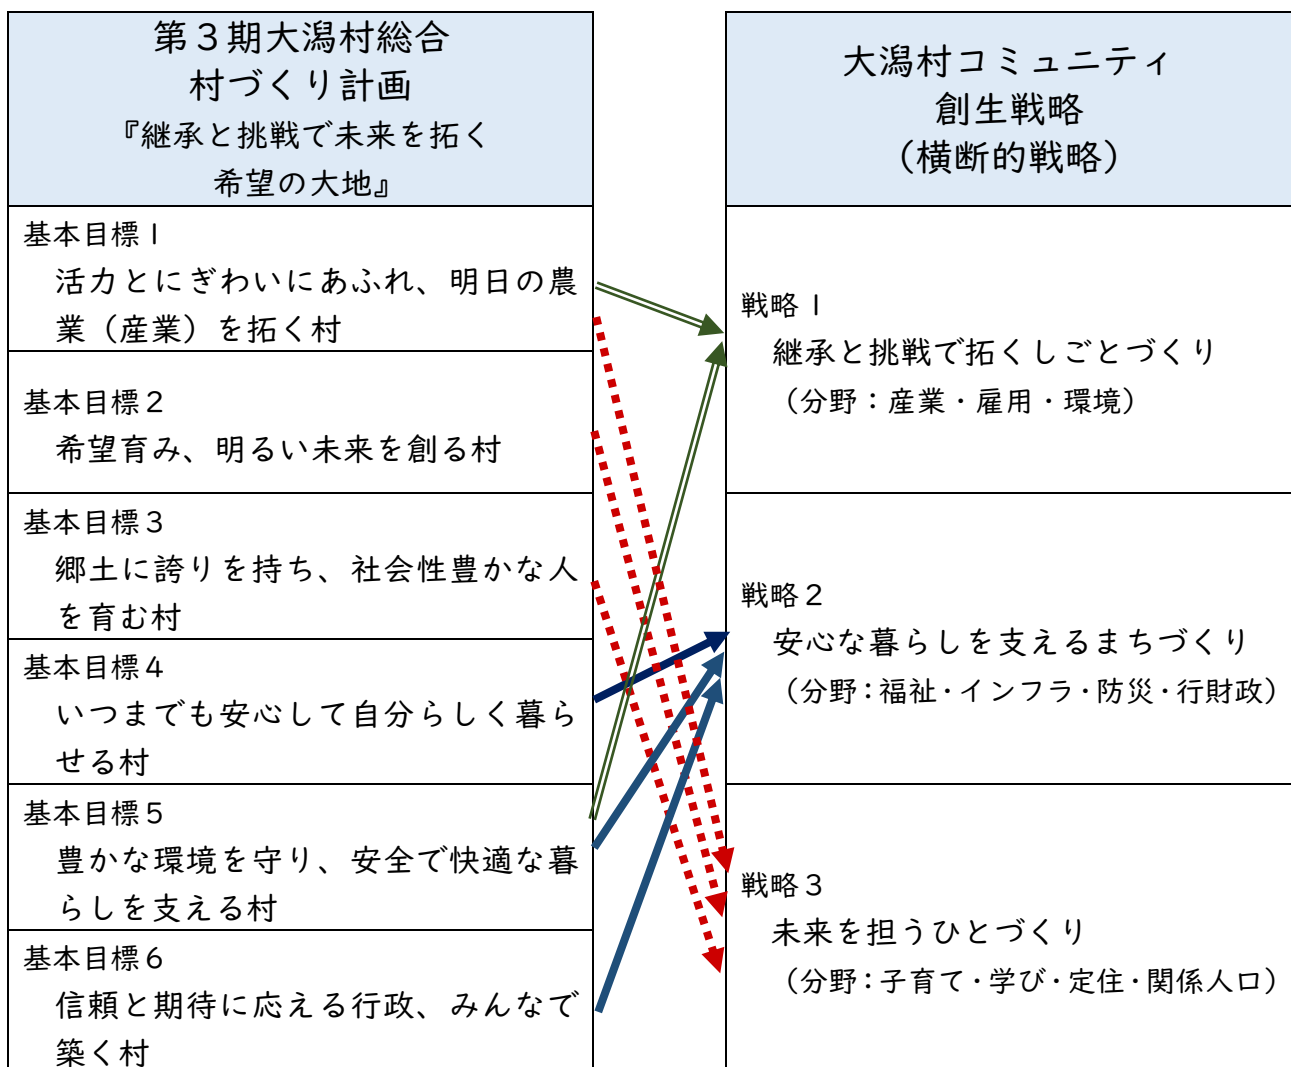 第３期大潟村総合
村づくり計画
『継承と挑戦で未来を拓く
希望の大地』
基本目標１
活力とにぎわいにあふれ、明日の農
業（産業）を拓く村
基本目標２
希望育み、明るい未来を創る村
基本目標３
郷土に誇りを持ち、社会性豊かな人
を育む村
基本目標４
いつまでも安心して自分らしく暮ら
せる村
基本目標５
豊かな環境を守り、安全で快適な暮
らしを支える村
基本目標６
信頼と期待に応える行政、みんなで
築く村
大潟村コミュニティ
創生戦略
（横断的戦略）
戦略１
継承と挑戦で拓くしごとづくり
（分野：産業・雇用・環境）
戦略２
安心な暮らしを支えるまちづくり
（分野：福祉・インフラ・防災・行財政）
戦略３
未来を担うひとづくり
（分野：子育て・学び・定住・関係人口）